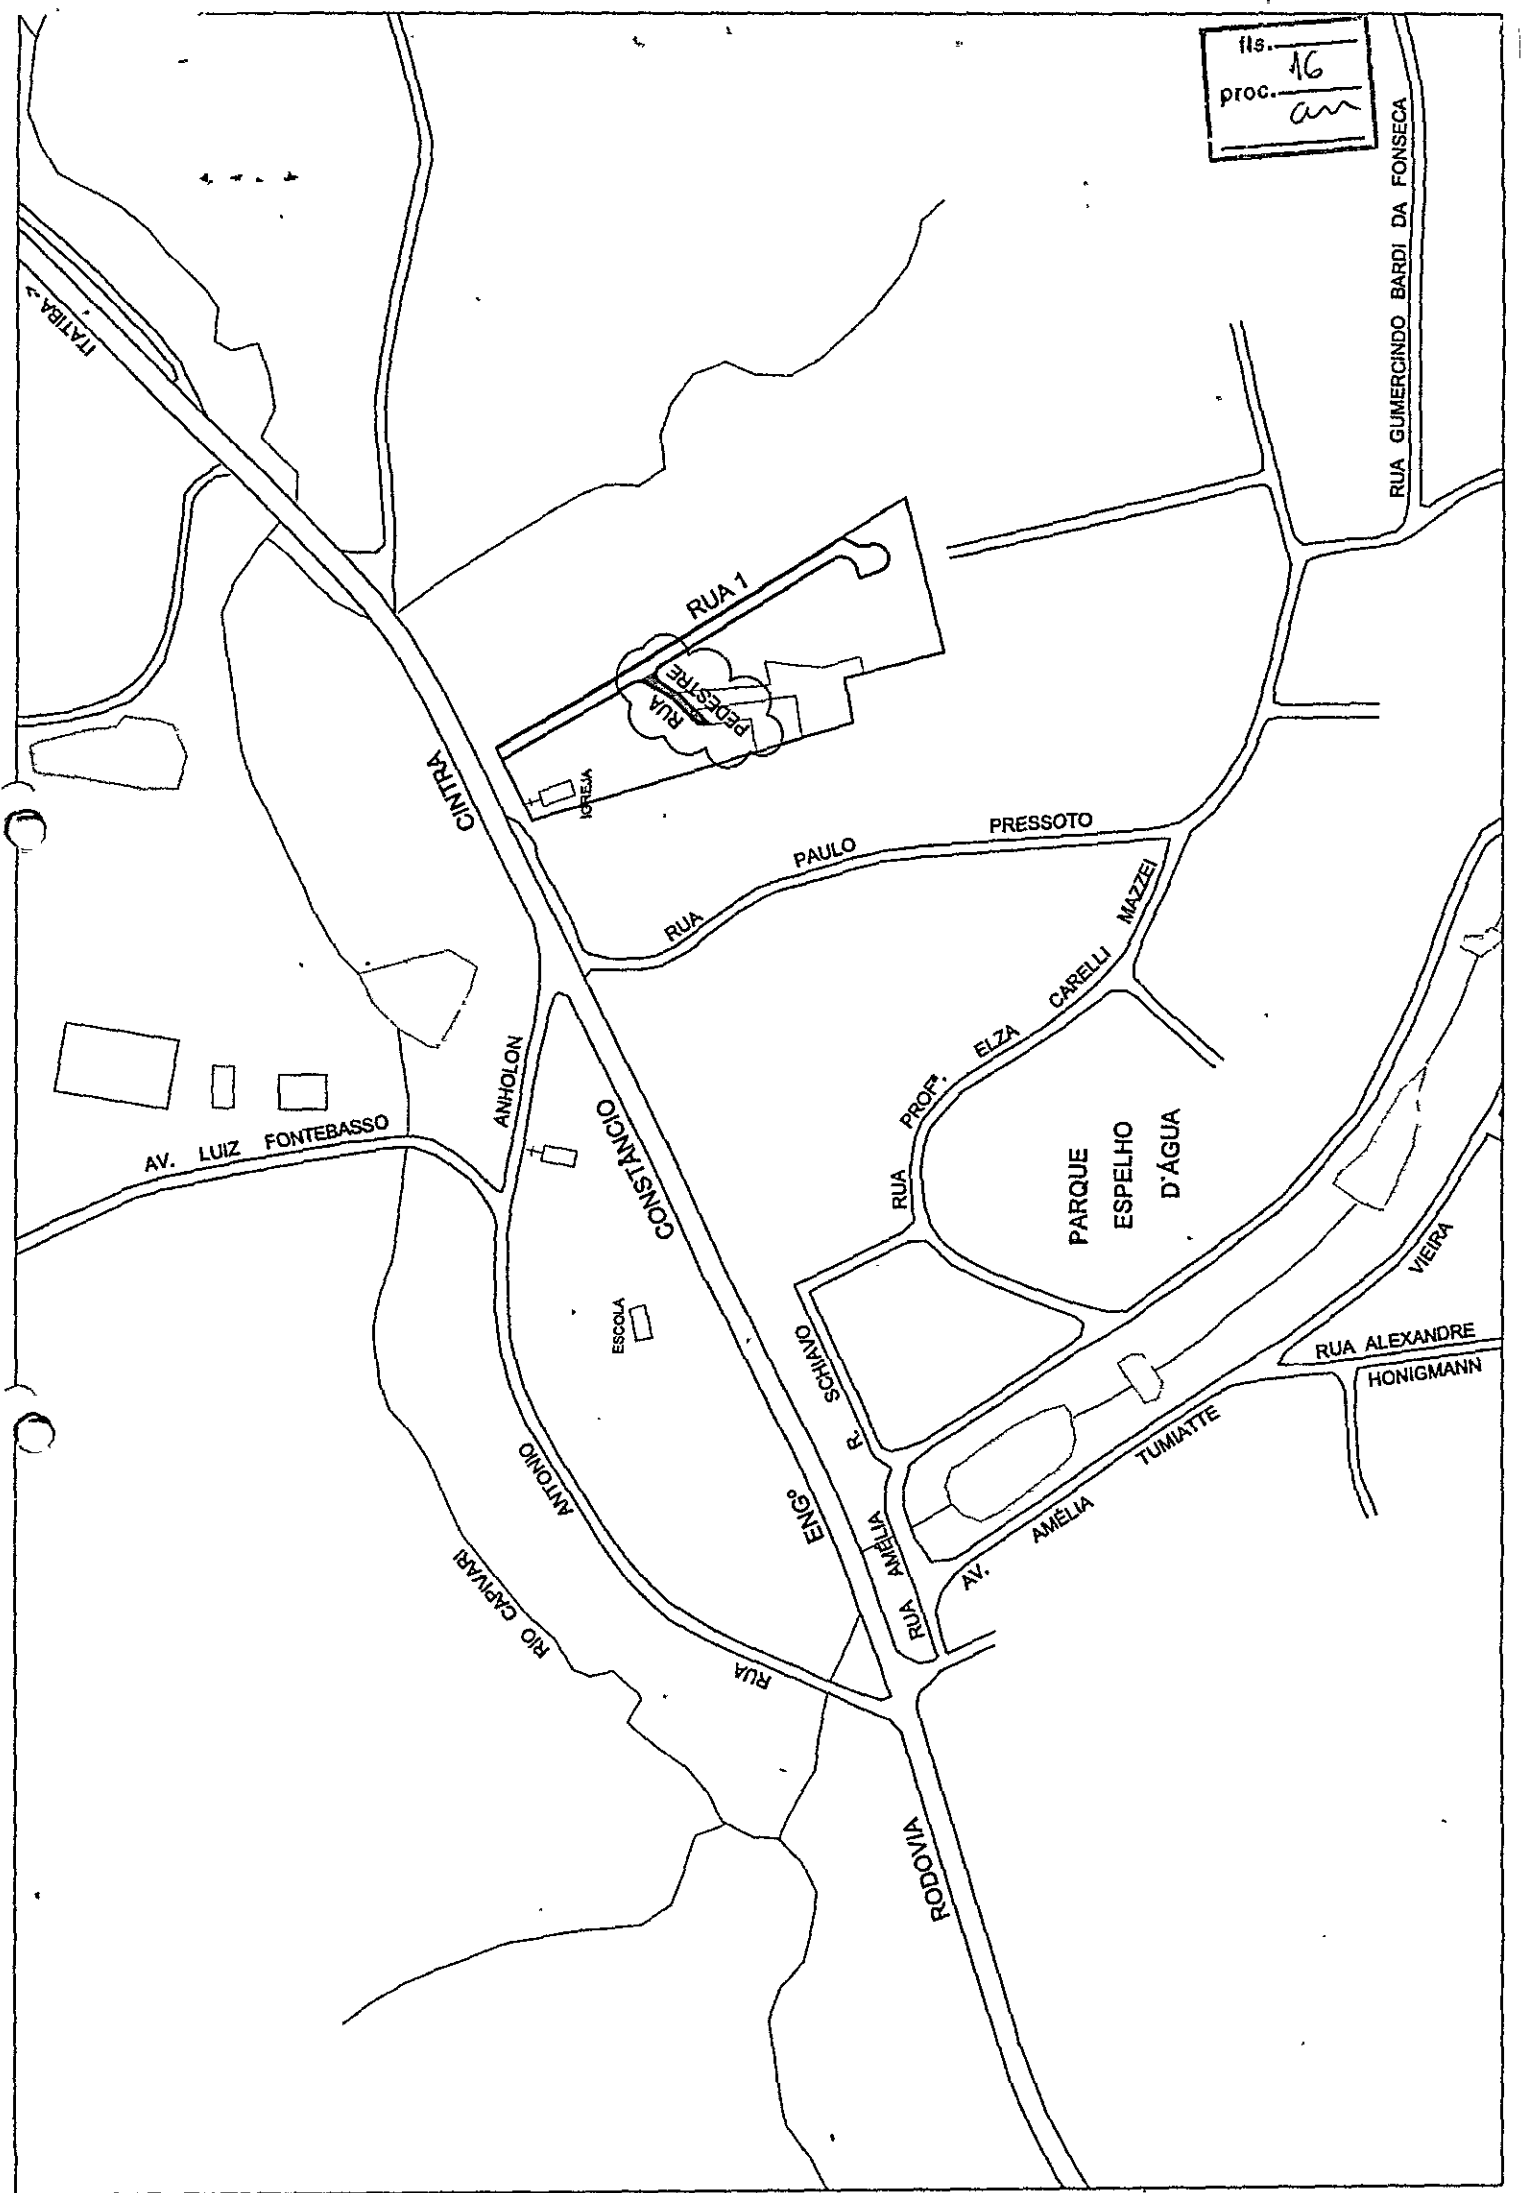 fls. 16
proc. am
RUA GUMERCINDO BARDI DA FONSECA
ITATIBA
RUA 1
RUA PEDESTRE
IGREJA
RODOVIA ENGº CONSTÂNCIO CINTRA
RUA PAULO PRESSOTO
RUA PROFª. ELZA CARELLI MAZZEI
AV. LUIZ FONTEBASSO
RUA ANTONIO ANHOLON
PARQUE
ESPELHO
D'ÁGUA
ESCOLA
RUA AMÉLIA R. SCHIAVO
AV. AMÉLIA TUMIATTE VIEIRA
RUA ALEXANDRE
HONIGMANN
RIO CAPIVARI